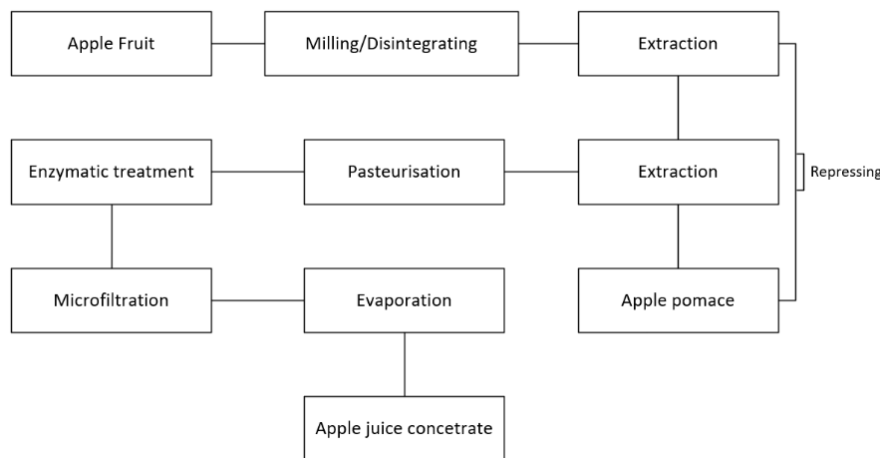 Apple Fruit
Milling/Disintegrating
Extraction
Enzymatic treatment
Pasteurisation
Extraction
Repressing
Microfiltration
Evaporation
Apple pomace
Apple juice concetrate